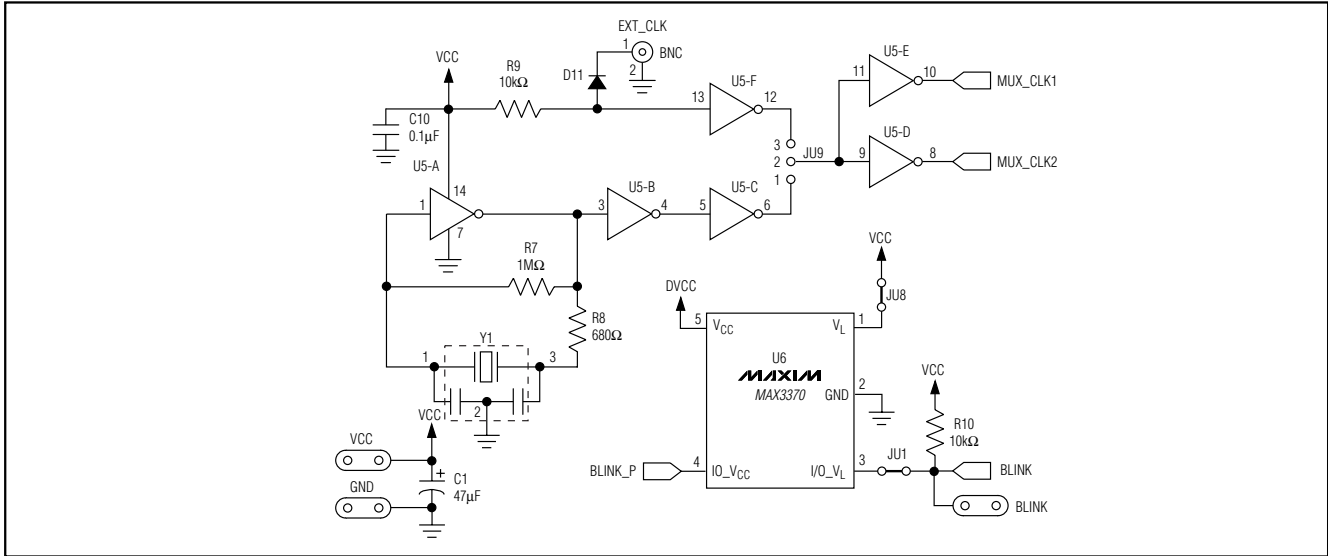 EXT_CLK
1
BNC
2
VCC
R9
10kΩ
D11
U5-F
13
12
U5-E
11
10
MUX_CLK1
C10
0.1µF
3
2
JU9
1
U5-D
9
8
MUX_CLK2
U5-A
14
1
7
U5-B
3
4
U5-C
5
6
R7
1MΩ
R8
680Ω
Y1
1
3
2
VCC
VCC
GND
+
C1
47µF
DVCC
VCC
JU8
5
VCC
1
VL
U6
MAXIM
MAX3370
GND
2
VCC
R10
10kΩ
BLINK_P
4
IO_VCC
I/O_VL
3
JU1
BLINK
BLINK